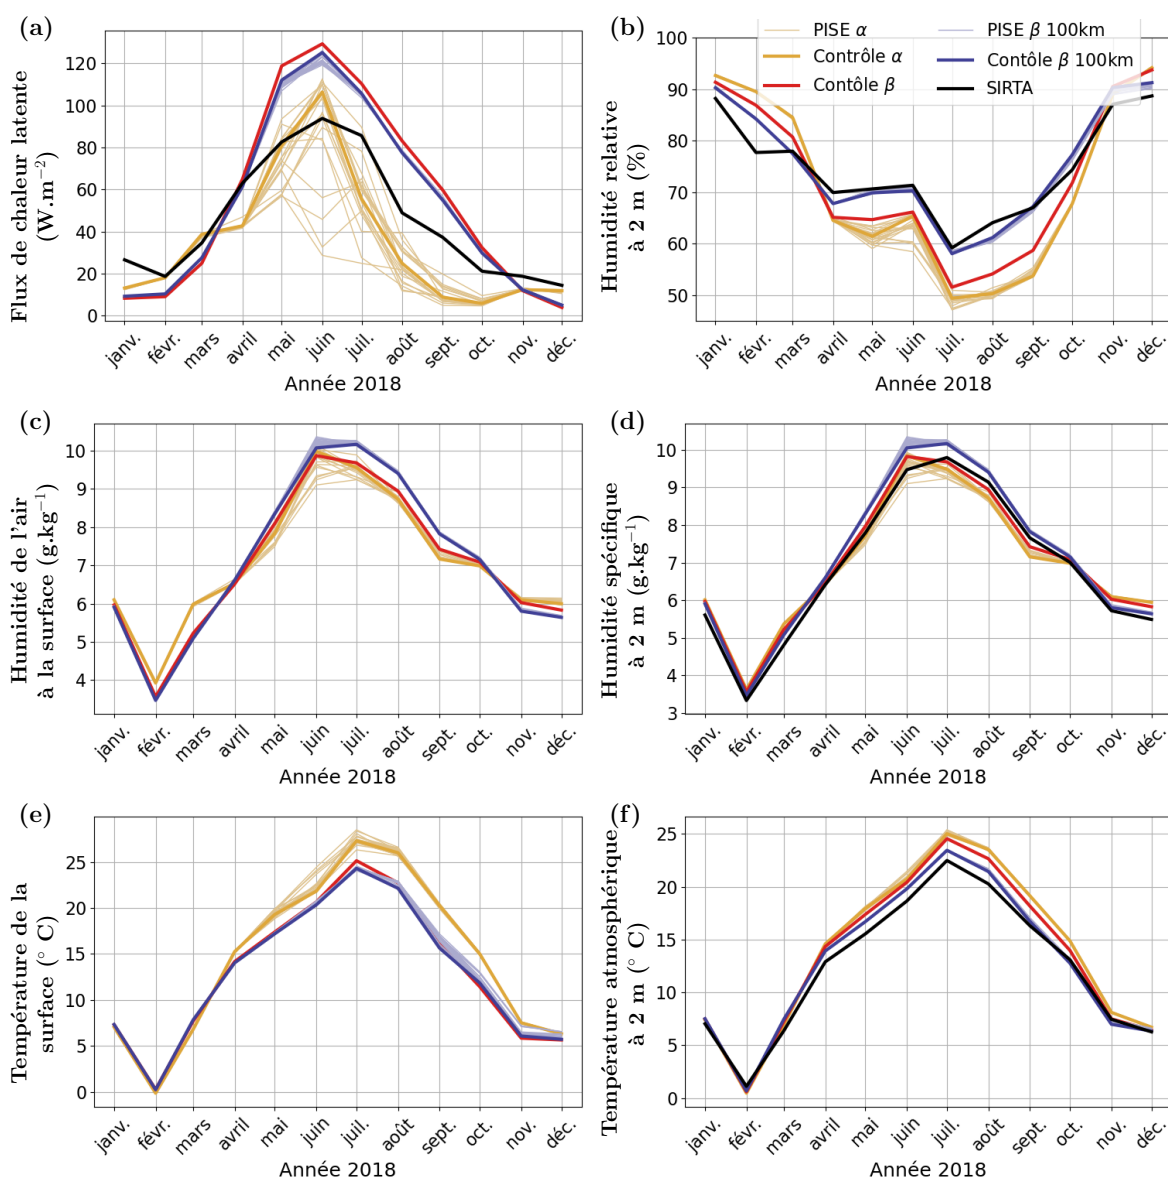 (a)
Flux de chaleur latente
(W.m−2)
120
100
80
60
40
20
0
janv.
févr.
mars
avril
mai
juin
juil.
août
sept.
oct.
nov.
déc.
Année 2018
(b)
PISE α
Contrôle α
Contôle β
PISE β 100km
Contôle β 100km
SIRTA
Humidité relative
à 2 m (%)
100
90
80
70
60
50
janv.
févr.
mars
avril
mai
juin
juil.
août
sept.
oct.
nov.
déc.
Année 2018
(c)
Humidité de l'air
à la surface (g.kg−1)
10
9
8
7
6
5
4
janv.
févr.
mars
avril
mai
juin
juil.
août
sept.
oct.
nov.
déc.
Année 2018
(d)
Humidité spécifique
à 2 m (g.kg−1)
10
9
8
7
6
5
4
3
janv.
févr.
mars
avril
mai
juin
juil.
août
sept.
oct.
nov.
déc.
Année 2018
(e)
Température de la
surface (° C)
25
20
15
10
5
0
janv.
févr.
mars
avril
mai
juin
juil.
août
sept.
oct.
nov.
déc.
Année 2018
(f)
Température atmosphérique
à 2 m (° C)
25
20
15
10
5
0
janv.
févr.
mars
avril
mai
juin
juil.
août
sept.
oct.
nov.
déc.
Année 2018